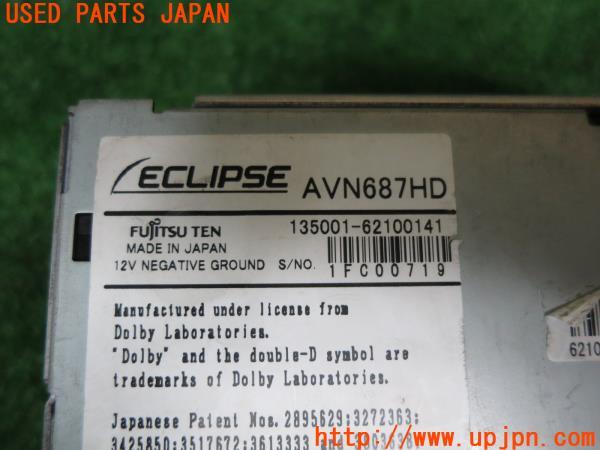 USED PARTS JAPAN
ECLIPSE AVN687HD
FUJITSU TEN 135001-62100141
MADE IN JAPAN
12V NEGATIVE GROUND S/NO. 1FC00719
Manufactured under license from
Dolby Laboratories.
"Dolby" and the double-D symbol are
trademarks of Dolby Laboratories.
6210
Japanese Patent Nos. 2895629;3272363;
3425850;3517672;3613333 and
http://www.upjpn.com